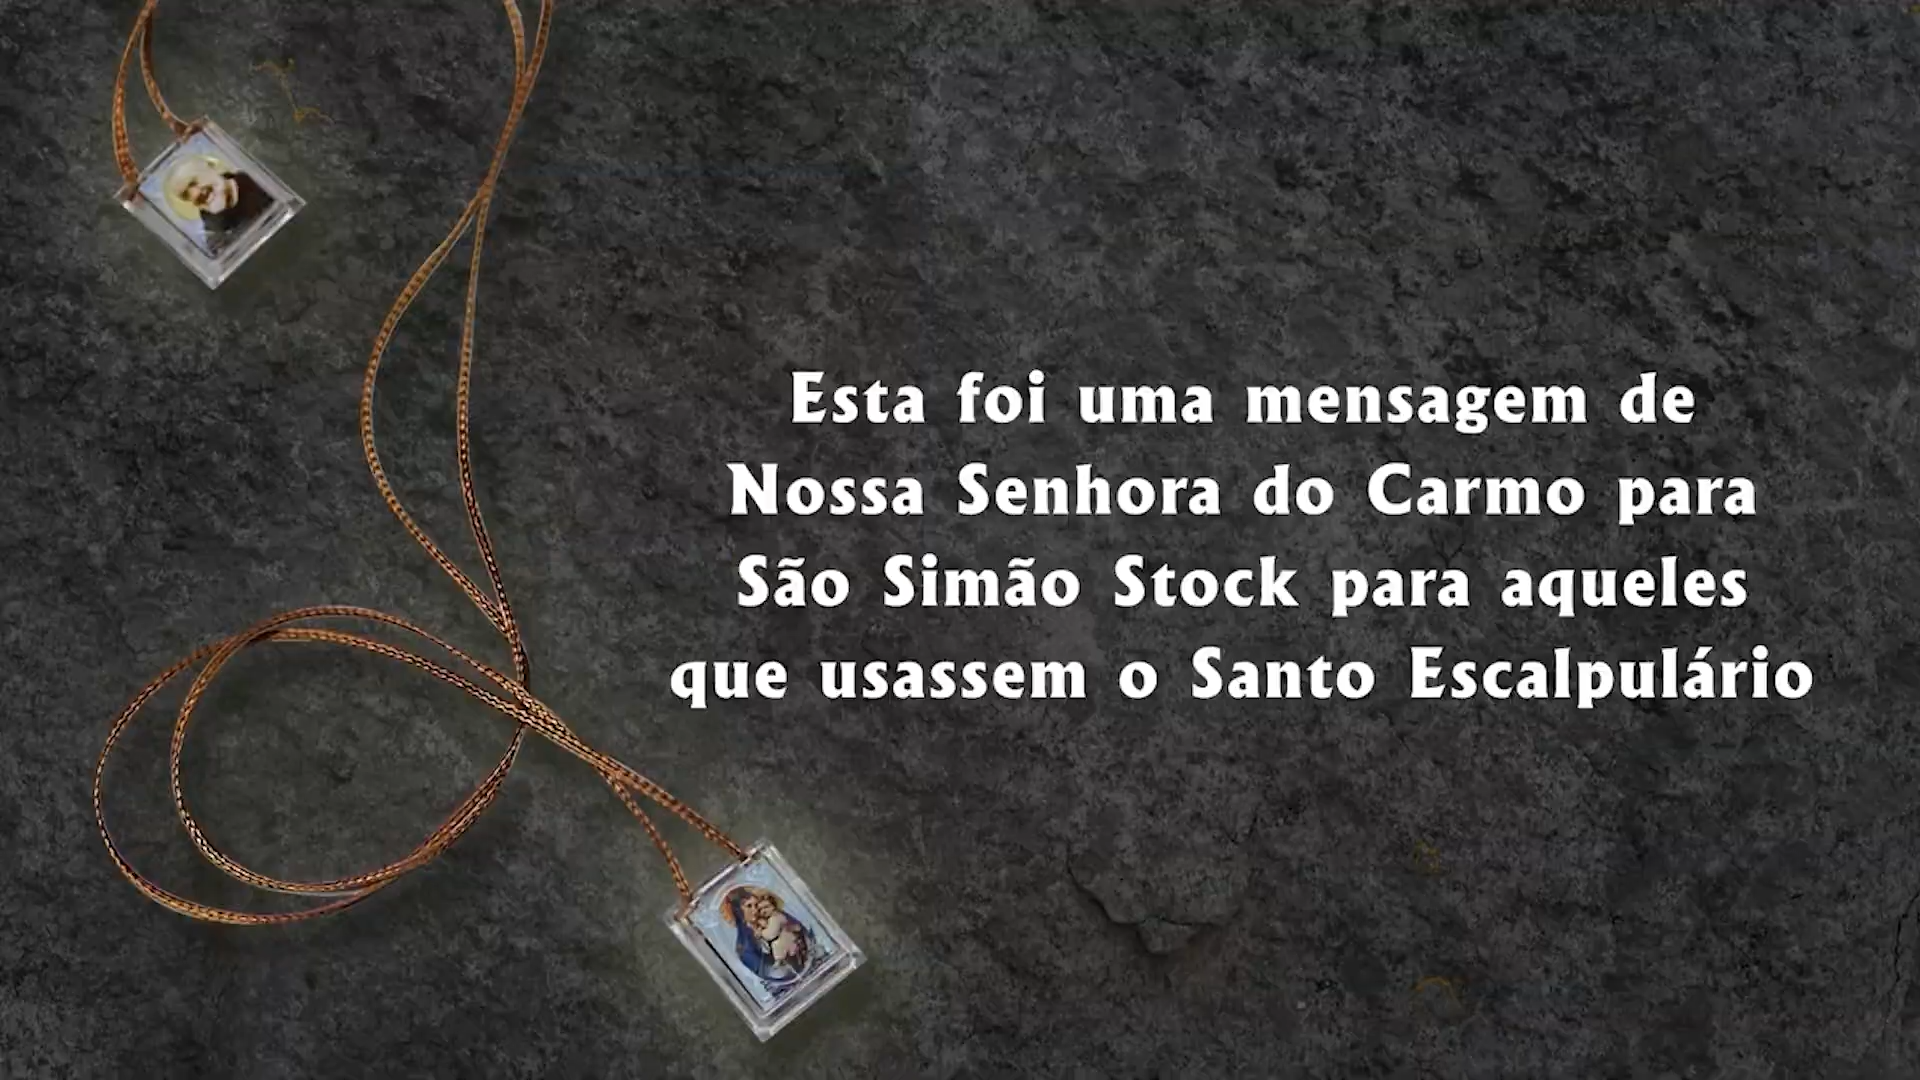 Esta foi uma mensagem de
Nossa Senhora do Carmo para
São Simão Stock para aqueles
que usassem o Santo Escalpulário